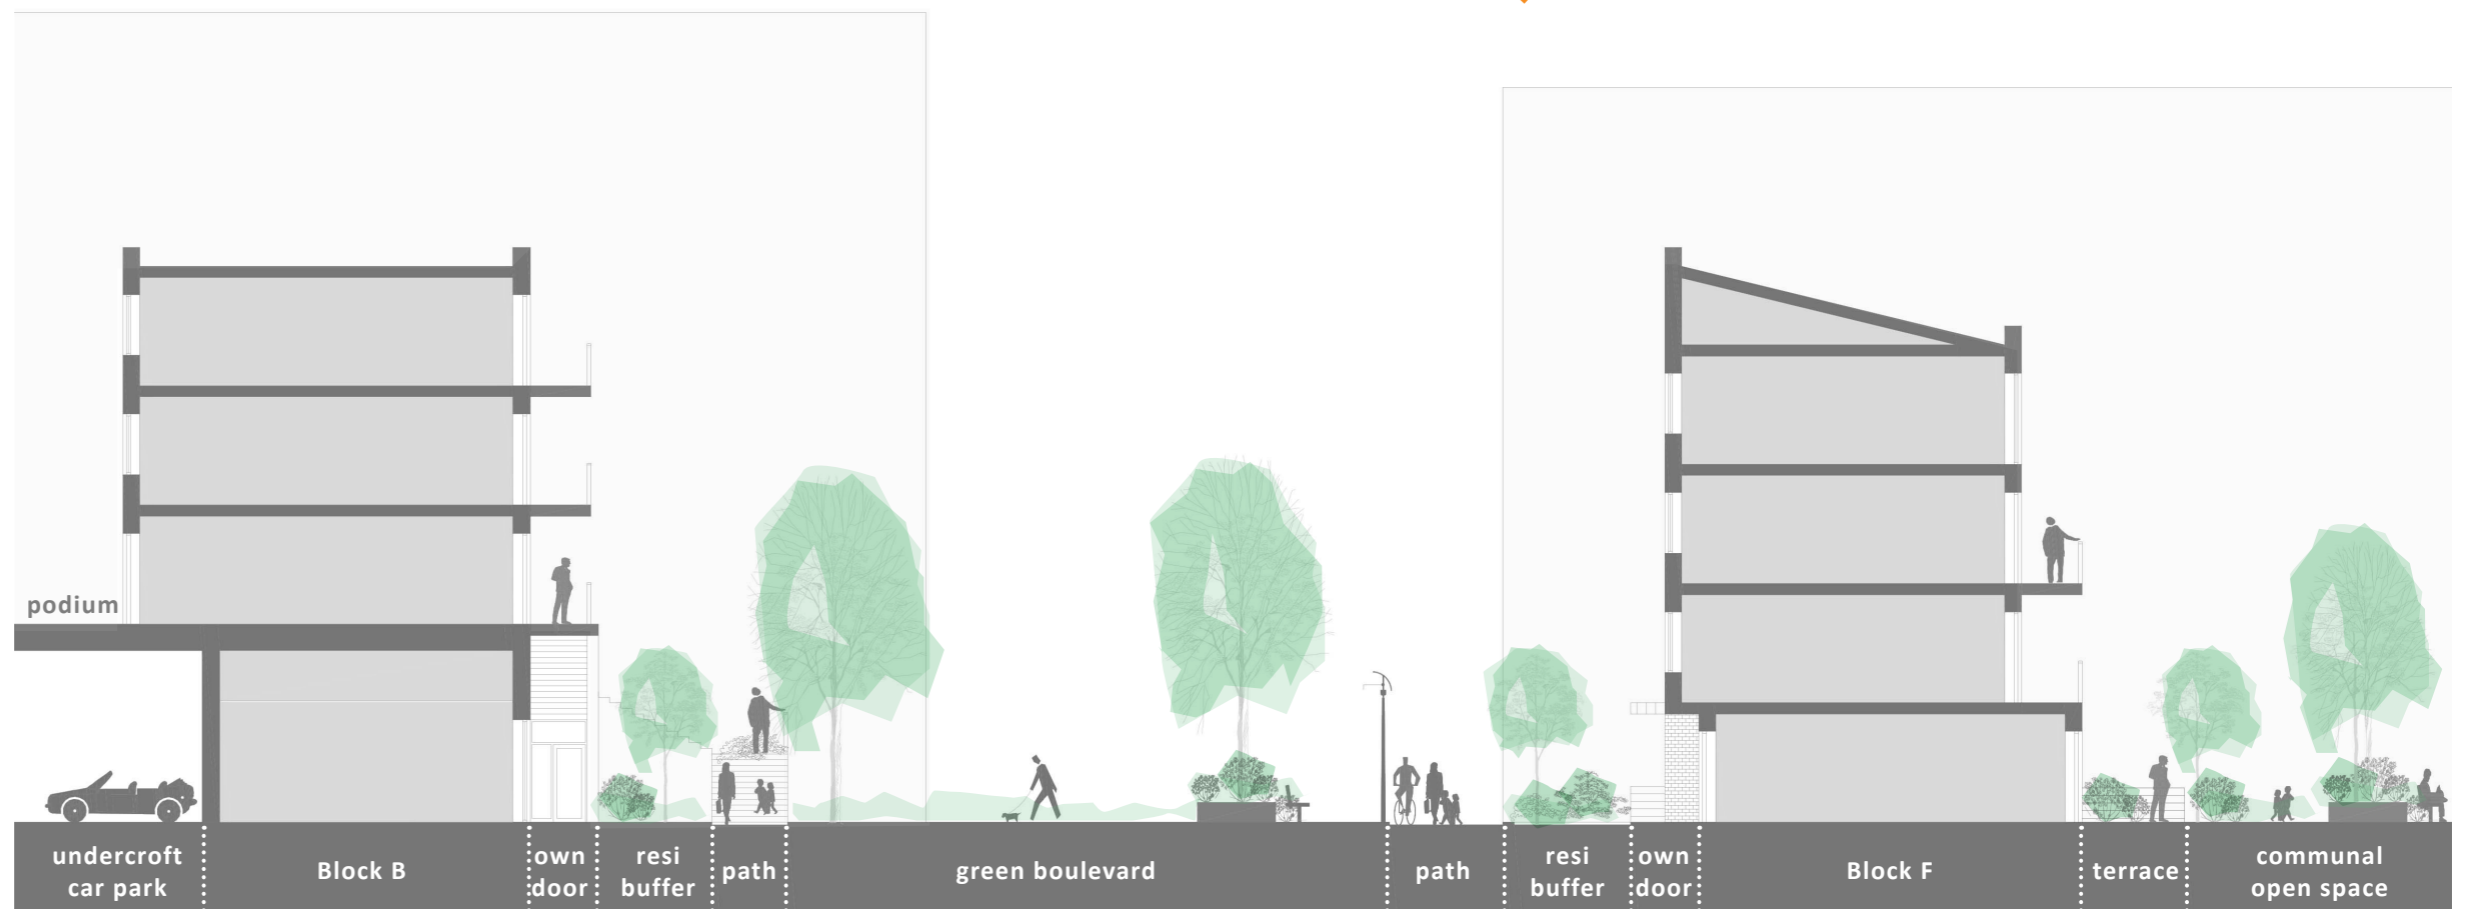 podium
undercroft
car park
Block B
own
door
resi
buffer
path
green boulevard
path
resi
buffer
own
door
Block F
terrace
communal
open space